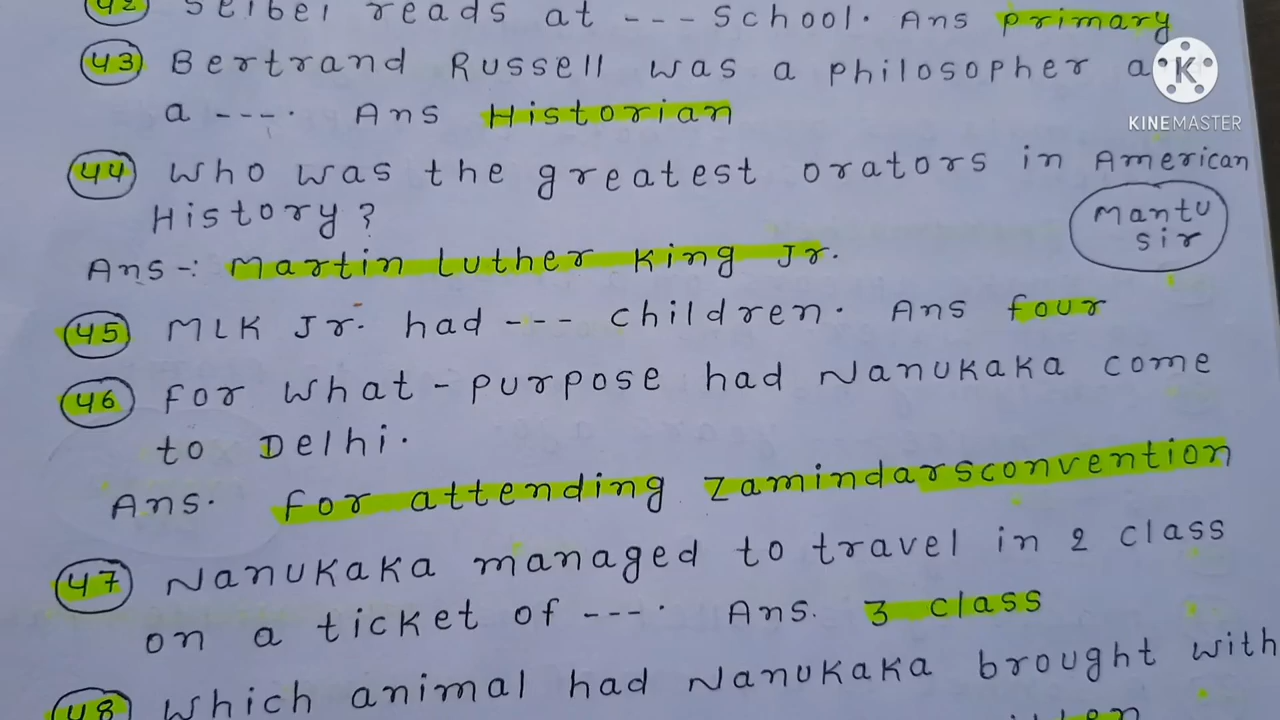 42 Seibei reads at --- school. Ans primary
43 Bertrand Russell was a philosopher a
a ---. Ans Historian
KINEMASTER
44 Who was the greatest orators in American
History?
Mantu
sir
Ans-: Martin Luther King Jr.
45 MLK Jr. had --- children. Ans four
46 for what-purpose had Nanukaka come
to Delhi.
Ans. for attending Zamindarsconvention
47 Nanukaka managed to travel in 2 class
on a ticket of ---. Ans. 3 class
48 Which animal had Nanukaka brought with